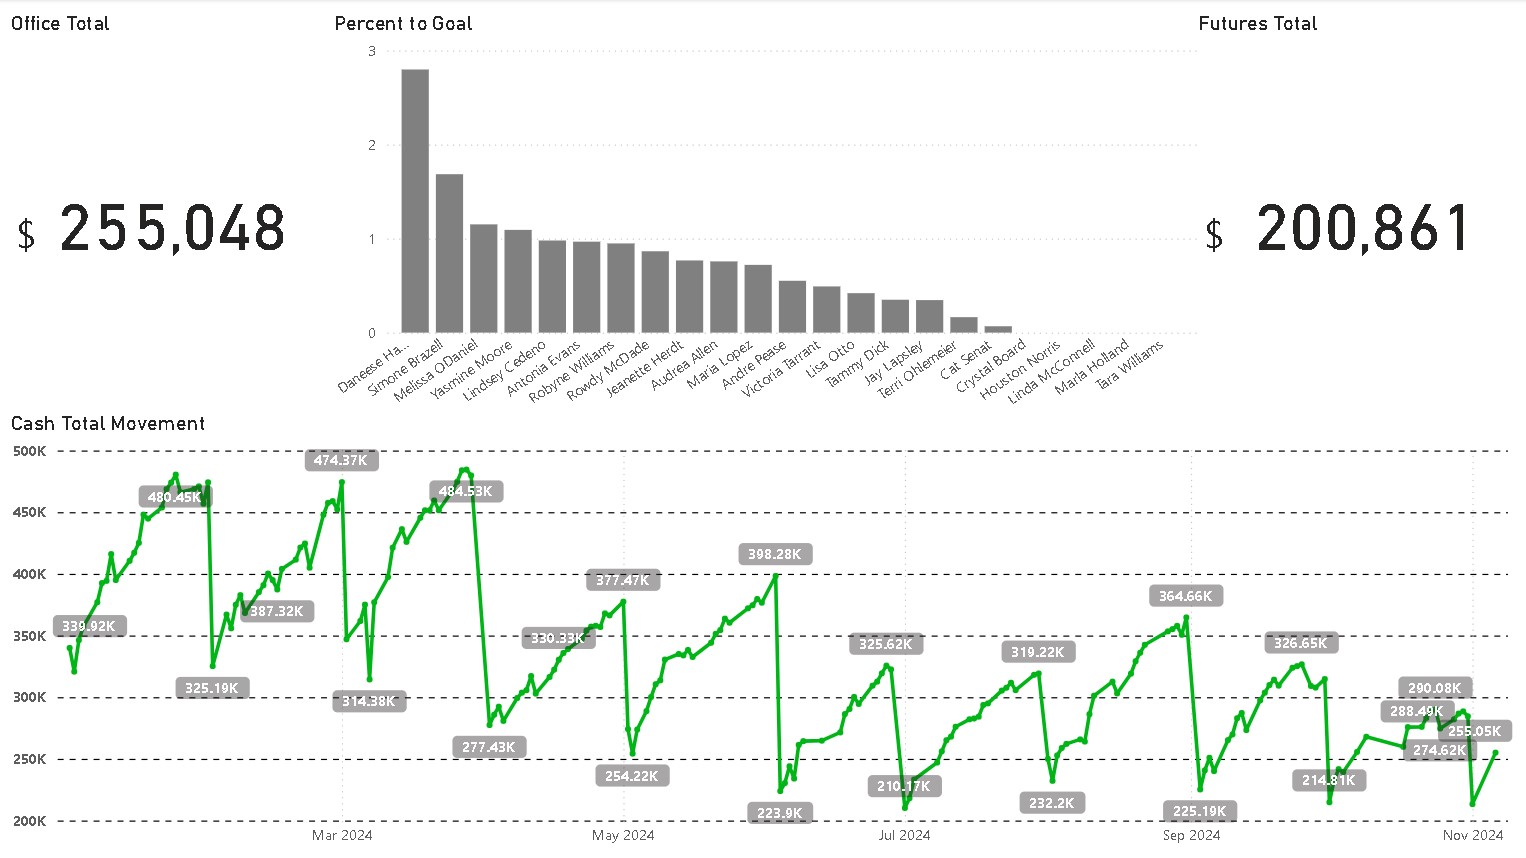 Office Total
Percent to Goal
Futures Total
3
2
1
0
$ 255,048
$ 200,861
Daneese Ha...
Simone Brazell
Melissa ODaniel
Yasmine Moore
Lindsey Cedeno
Antonia Evans
Robyne Williams
Rowdy McDade
Jeanette Herdt
Audrea Allen
Maria Lopez
Andre Pease
Victoria Tarrant
Lisa Otto
Tammy Dick
Jay Lapsley
Terri Ohlemeier
Cat Senat
Crystal Board
Houston Norris
Linda McConnell
Marla Holland
Tara Williams
Cash Total Movement
500K
450K
400K
350K
300K
250K
200K
339.92K
480.45K
325.19K
387.32K
474.37K
314.38K
484.53K
277.43K
330.33K
377.47K
254.22K
398.28K
223.9K
325.62K
210.17K
319.22K
232.2K
364.66K
225.19K
326.65K
214.81K
290.08K
288.49K
274.62K
255.05K
Mar 2024
May 2024
Jul 2024
Sep 2024
Nov 2024